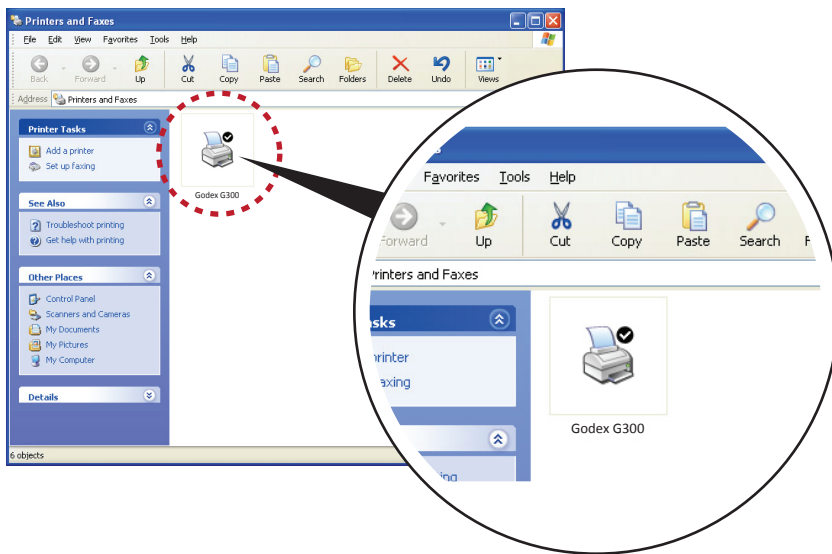 Printers and Faxes
File Edit View Favorites Tools Help
Back Forward Up Cut Copy Paste Search Folders Delete Undo Views
Address Printers and Faxes
Printer Tasks
Add a printer
Set up faxing
See Also
Troubleshoot printing
Get help with printing
Other Places
Control Panel
Scanners and Cameras
My Documents
My Pictures
My Computer
Details
6 objects
Godex G300
s
Favorites Tools Help
Forward Up Cut Copy Paste Search F
Printers and Faxes
sks
printer
axing
ing
Godex G300